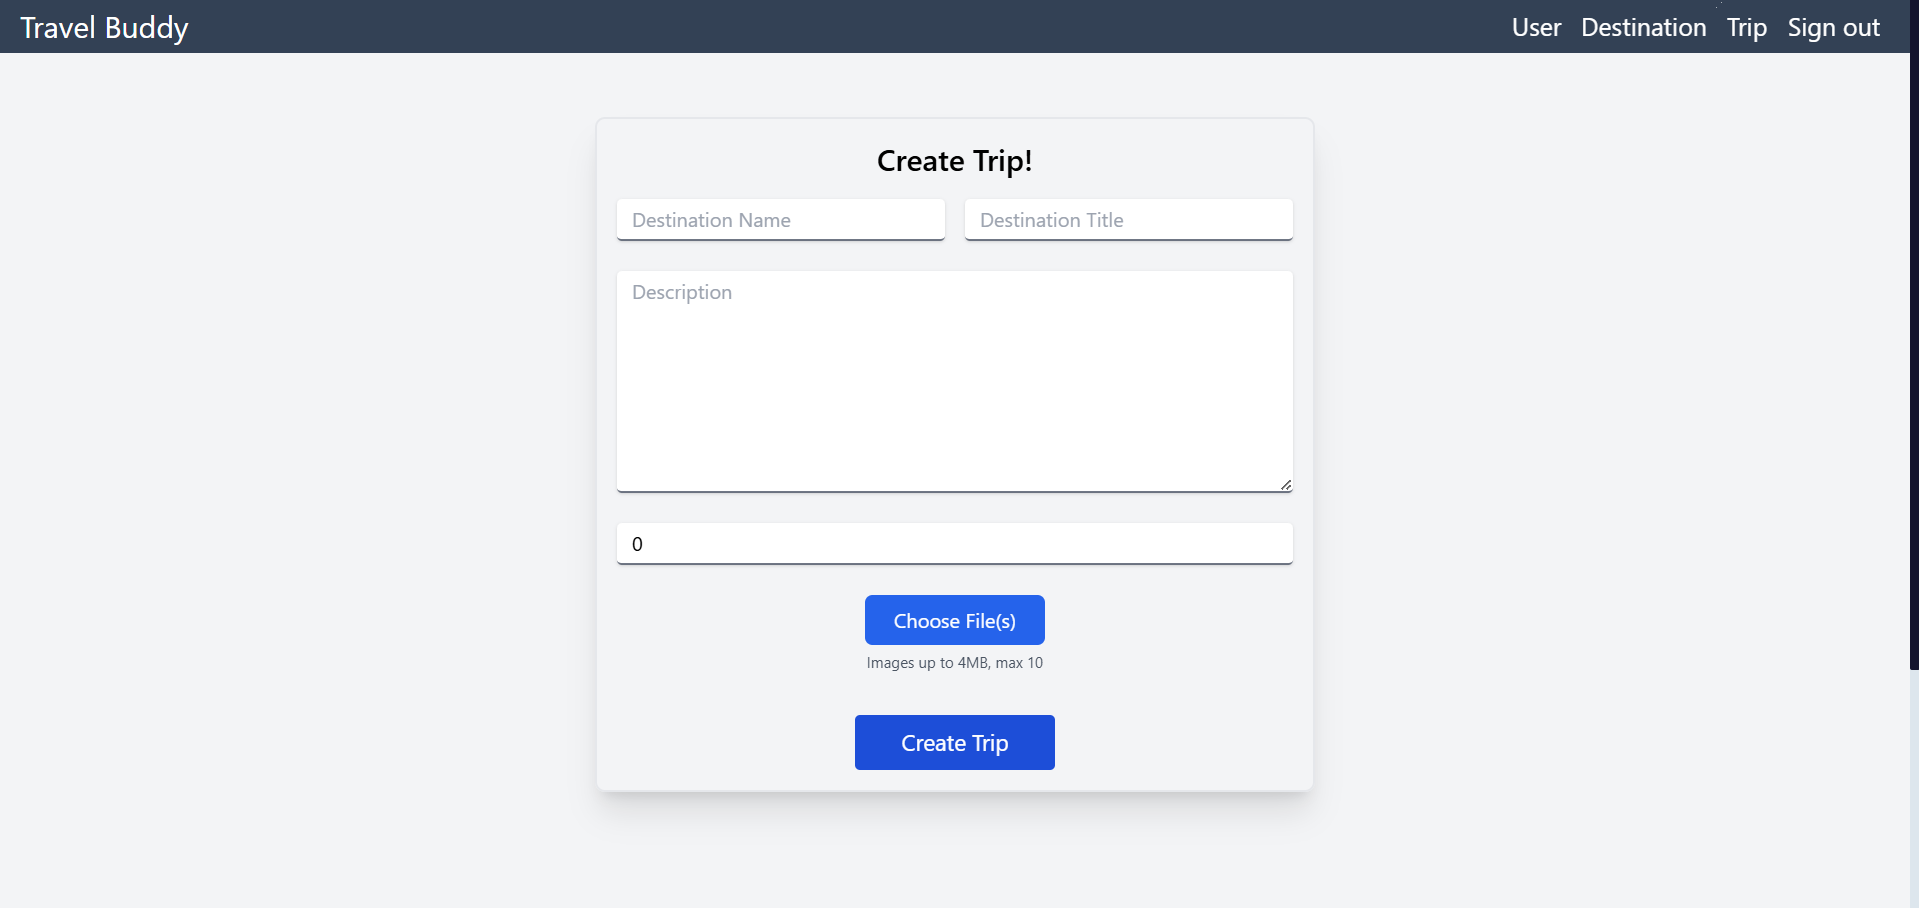 Travel Buddy
User Destination Trip Sign out
Create Trip!
Destination Name
Destination Title
Description
0
Choose File(s)
Images up to 4MB, max 10
Create Trip